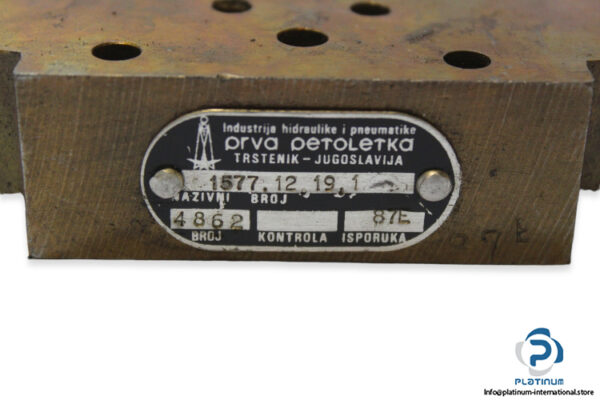 Industrija hidraulike i pneumatike
prva petoletka
TRSTENIK - JUGOSLAVIJA
1577.12.19.1
NAZIVNI BROJ
4862 87E
BROJ KONTROLA ISPORUKA
PLATINUM
Info@platinum-international.store